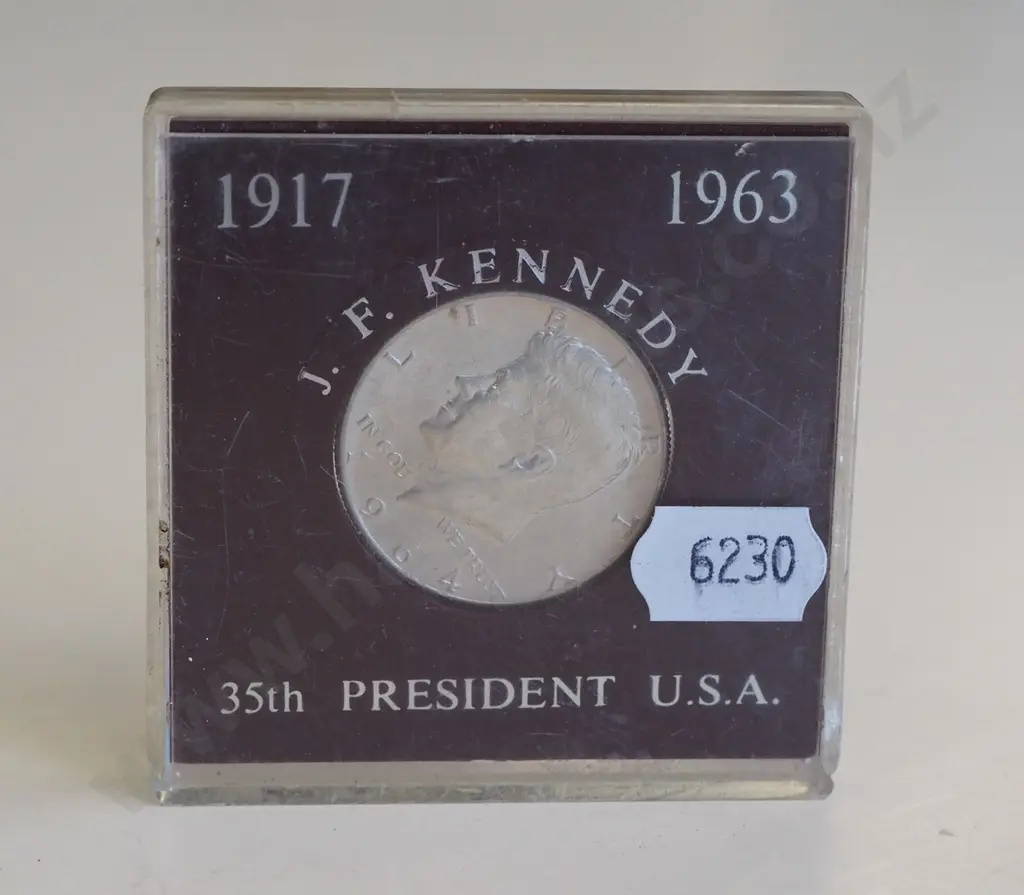 1917 1963
J. F. KENNEDY
LIBERTY
IN GOD
WE TRUST
1964
6230
35th PRESIDENT U.S.A.